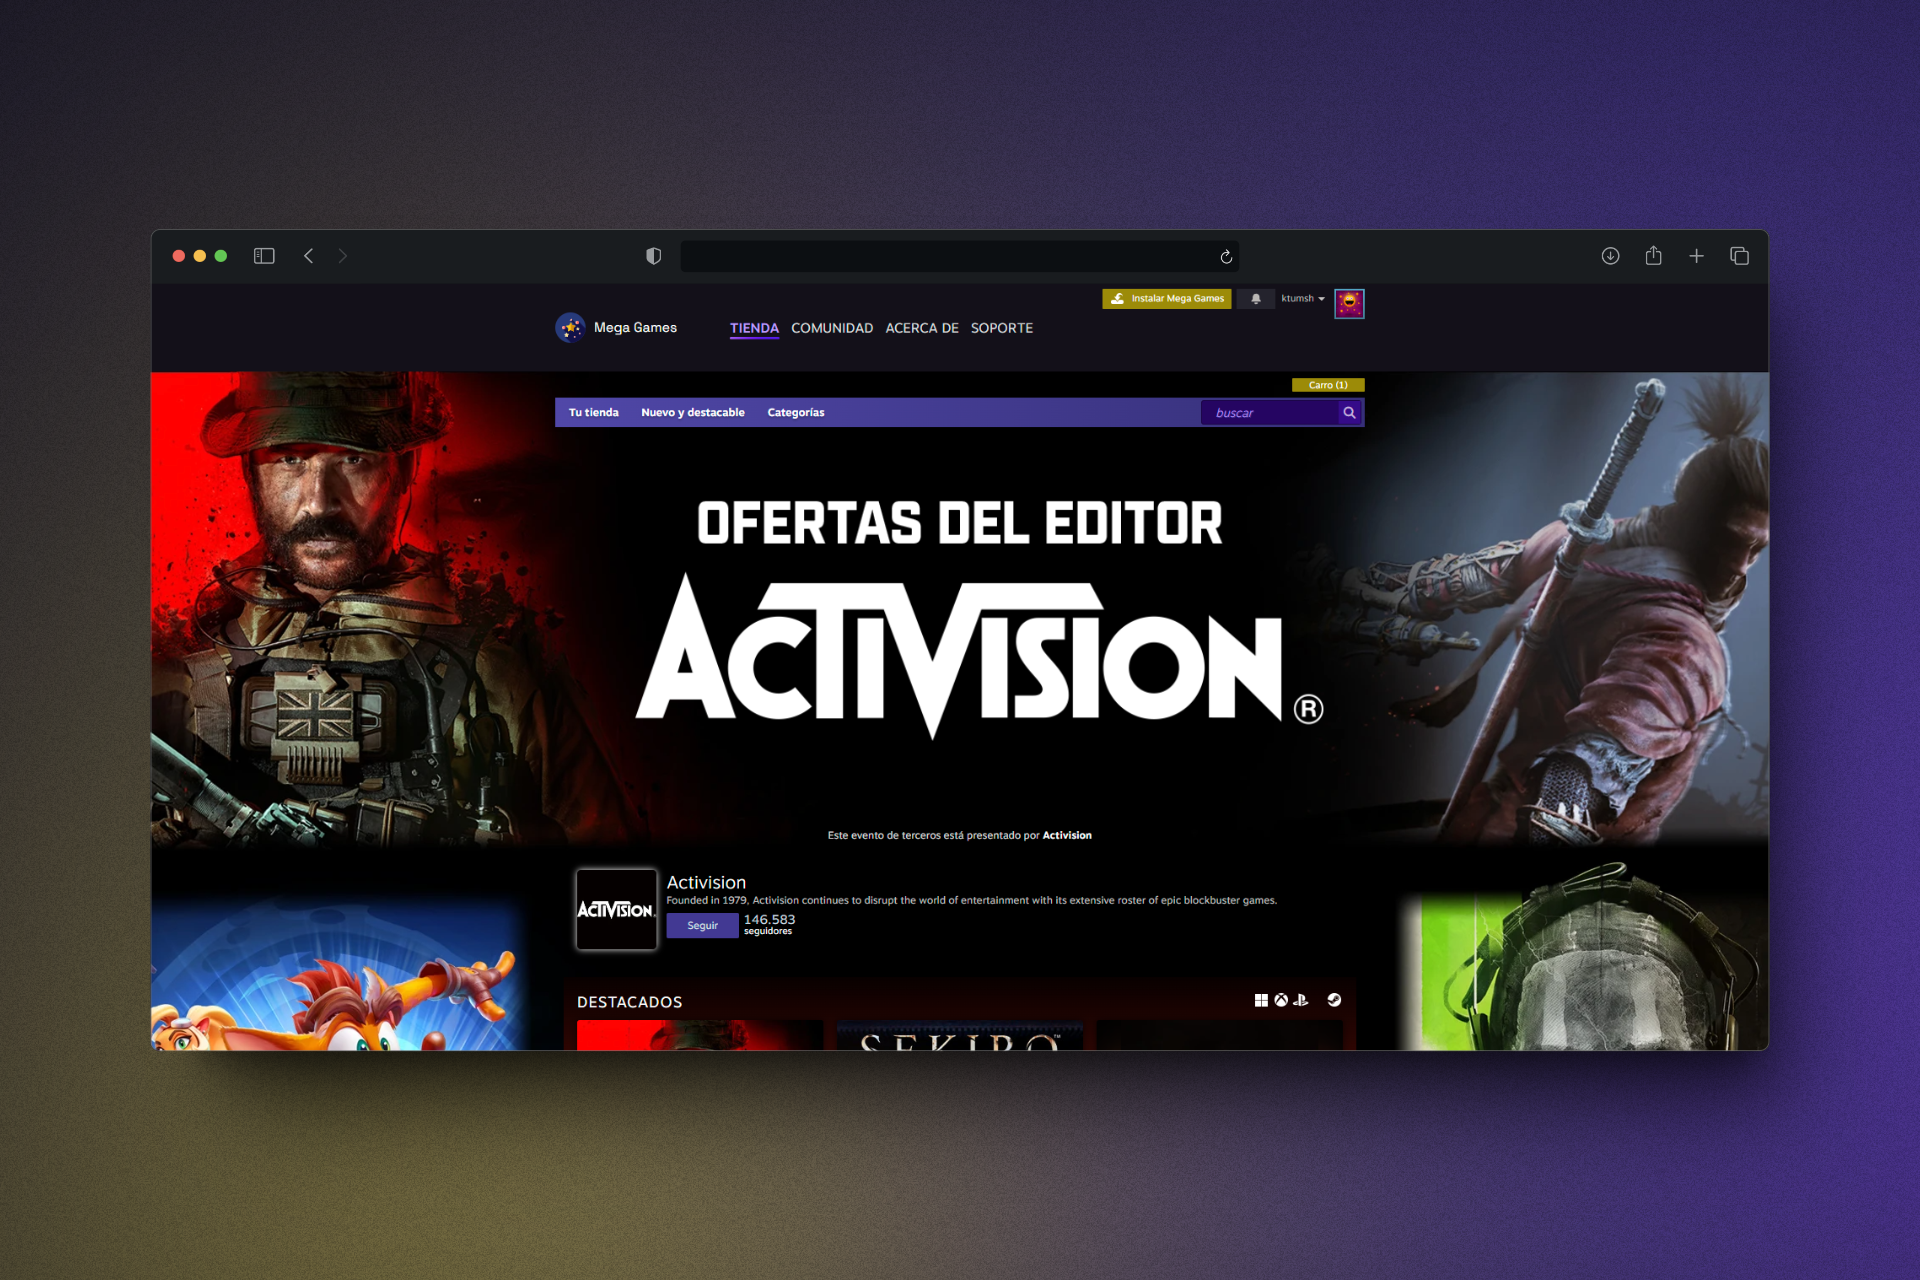 Instalar Mega Games
ktumsh
Mega Games
TIENDA COMUNIDAD ACERCA DE SOPORTE
Carro (1)
Tu tienda Nuevo y destacable Categorías buscar
OFERTAS DEL EDITOR
ACTIVISION®
Este evento de terceros está presentado por Activision
ACTIVISION
Activision
Founded in 1979, Activision continues to disrupt the world of entertainment with its extensive roster of epic blockbuster games.
Seguir
146.583
seguidores
DESTACADOS
SEKIRO™